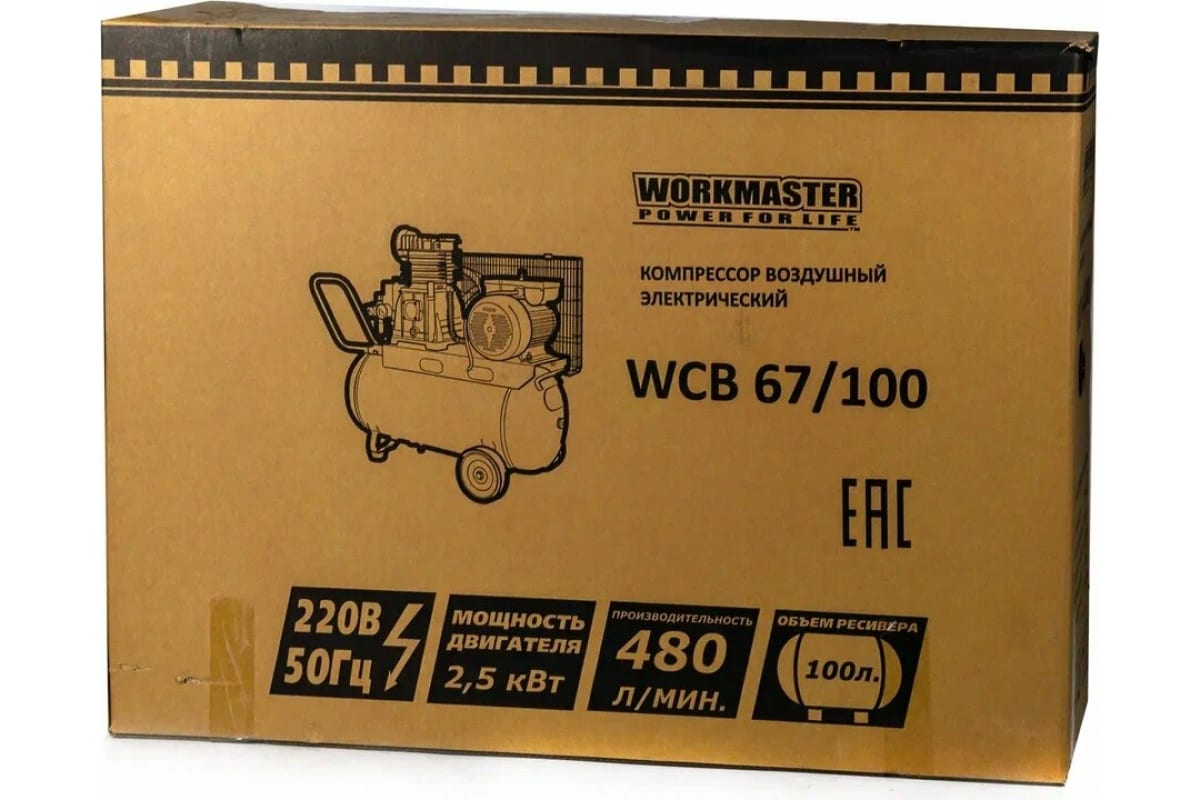 WORKMASTER
POWER FOR LIFE
™
КОМПРЕССОР ВОЗДУШНЫЙ
ЭЛЕКТРИЧЕСКИЙ
WCB 67/100
EAC
220В
50Гц
МОЩНОСТЬ
ДВИГАТЕЛЯ
2,5 кВт
ПРОИЗВОДИТЕЛЬНОСТЬ
480
Л/МИН.
ОБЪЕМ РЕСИВЕРА
100л.